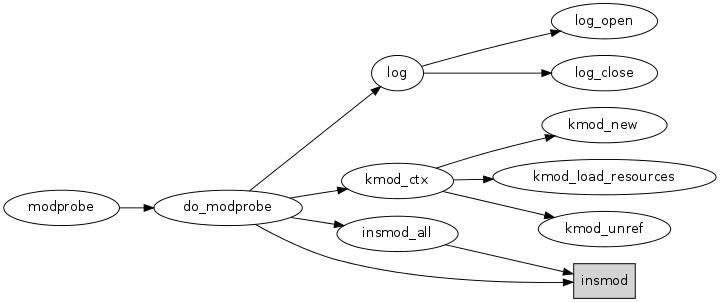 log_open
log
log_close
kmod_new
kmod_ctx
kmod_load_resources
modprobe
do_modprobe
insmod_all
kmod_unref
insmod